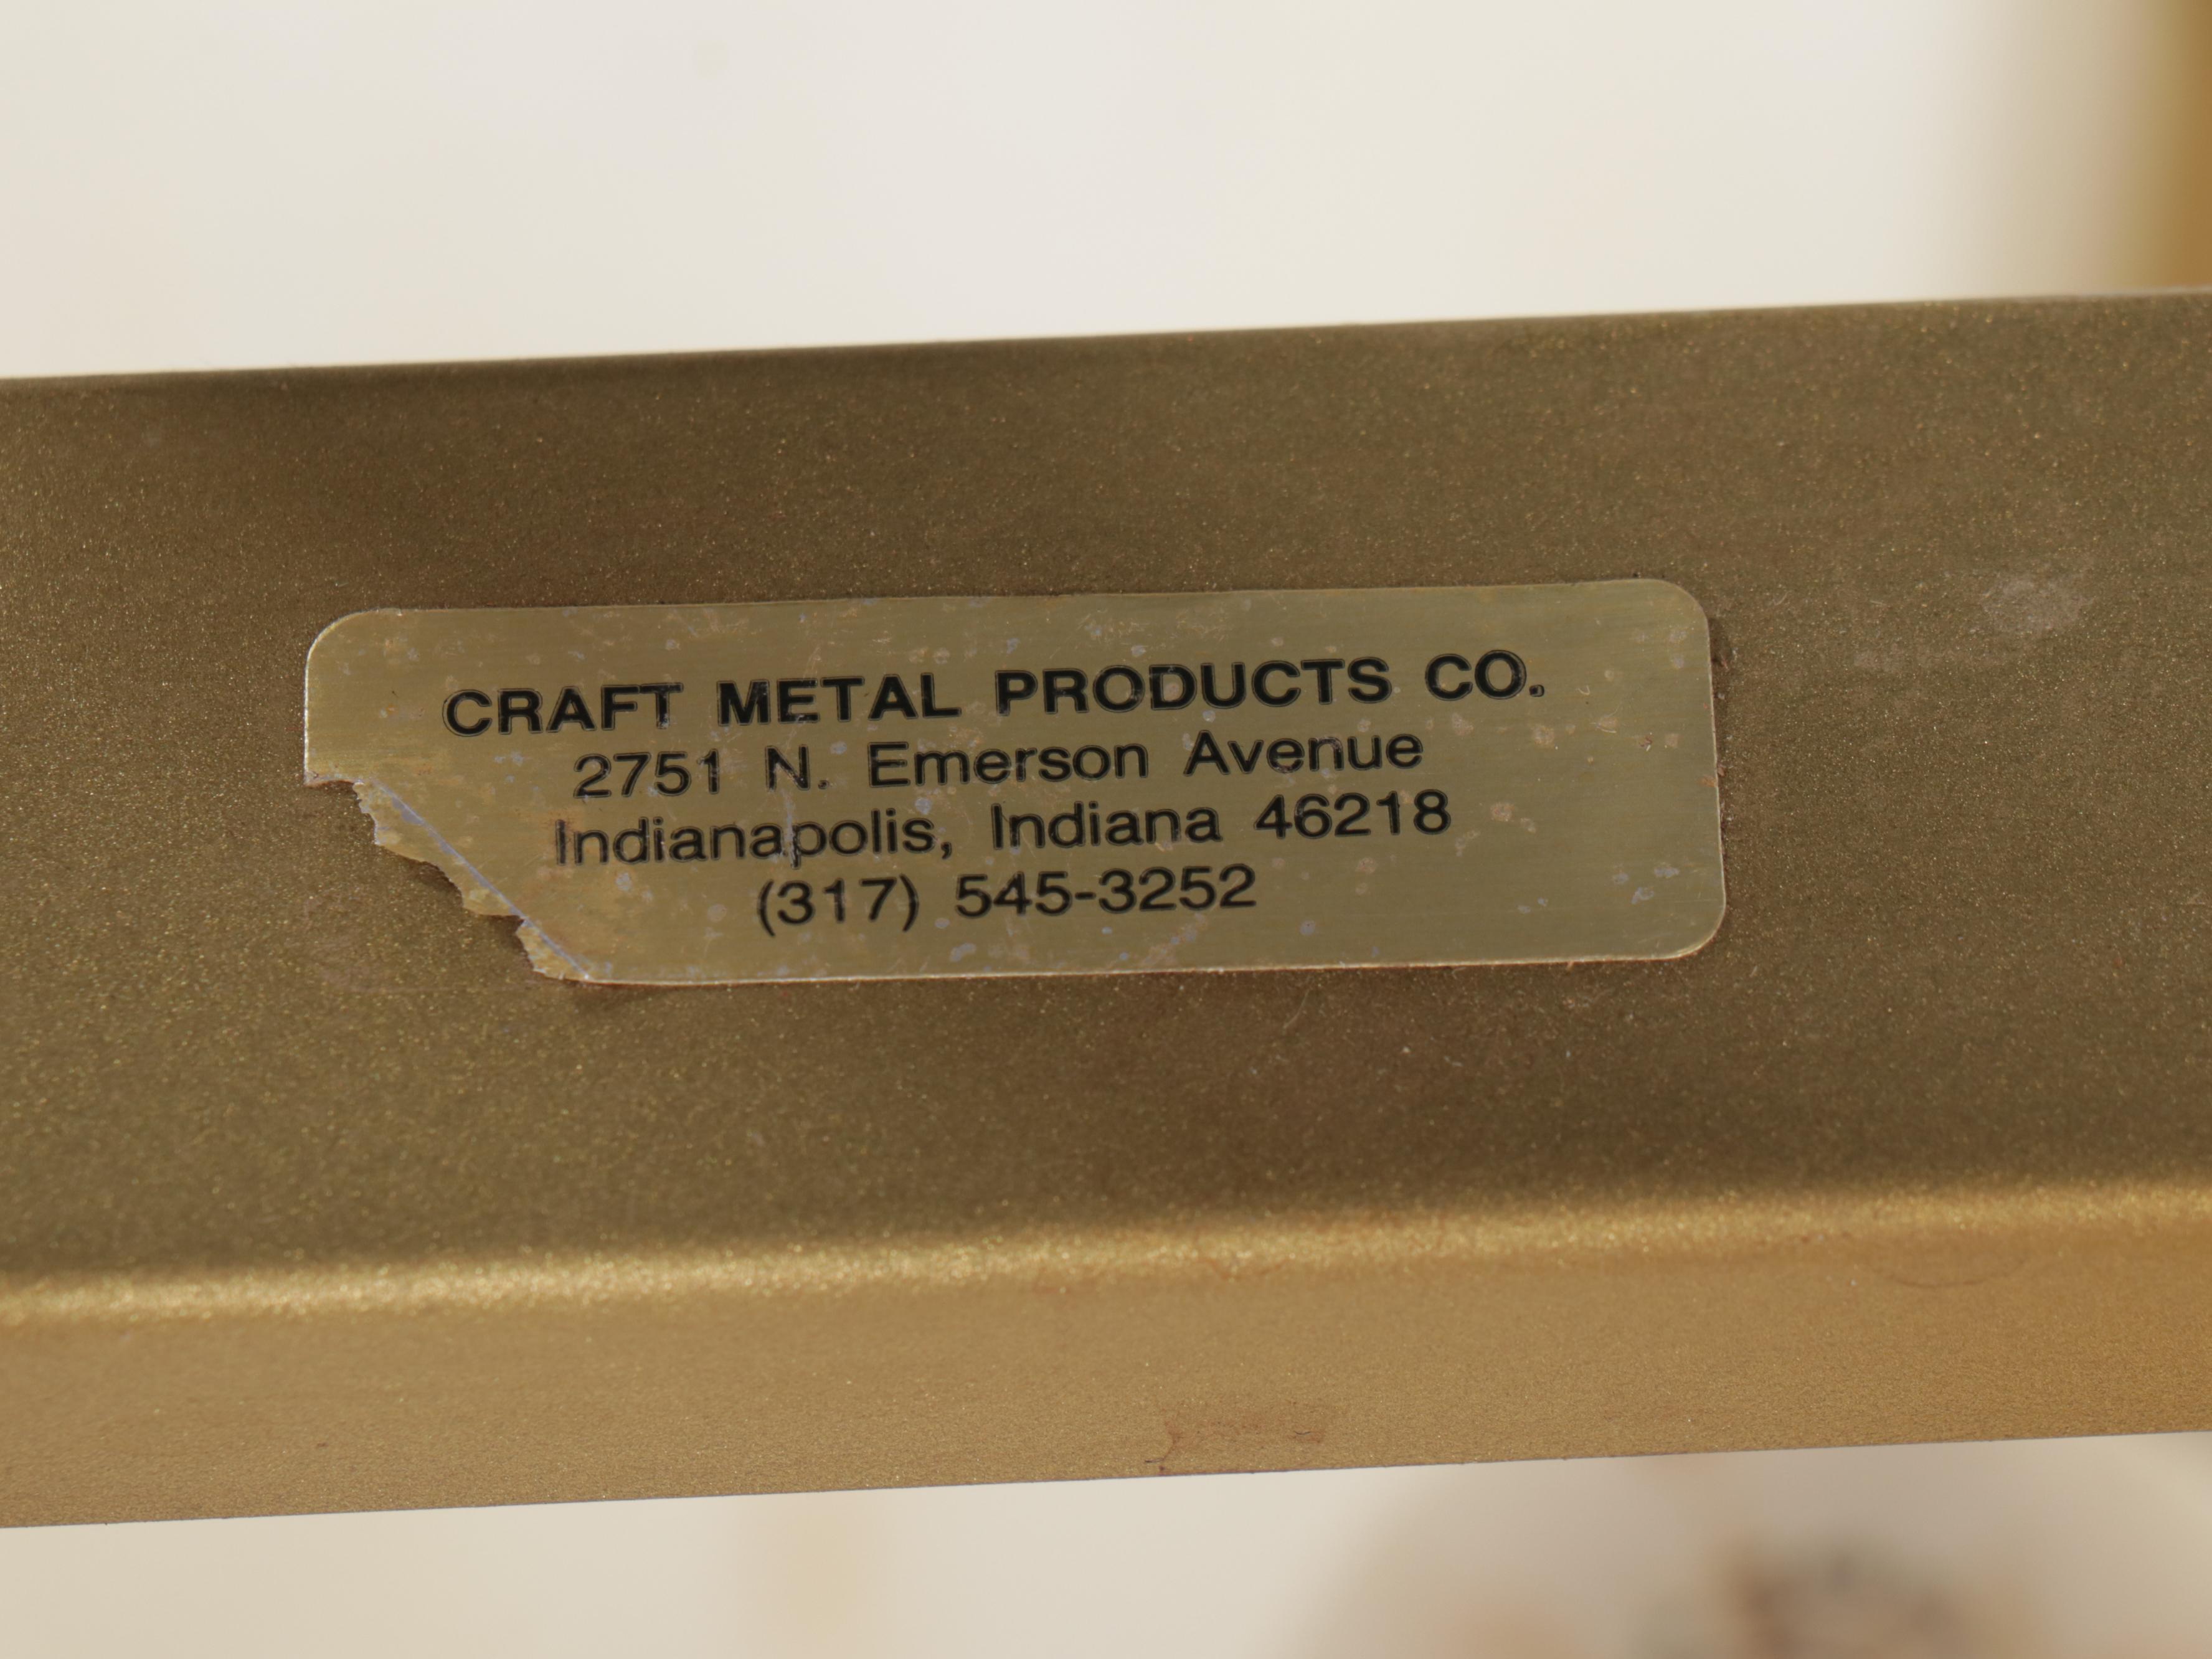 CRAFT METAL PRODUCTS CO.
2751 N. Emerson Avenue
Indianapolis, Indiana 46218
(317) 545-3252